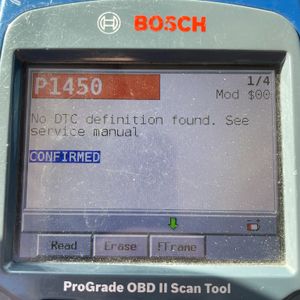 BOSCH
P1450
1/4
Mod $00
No DTC definition found. See
service manual
CONFIRMED
Read Erase FFrame
ProGrade OBD II Scan Tool